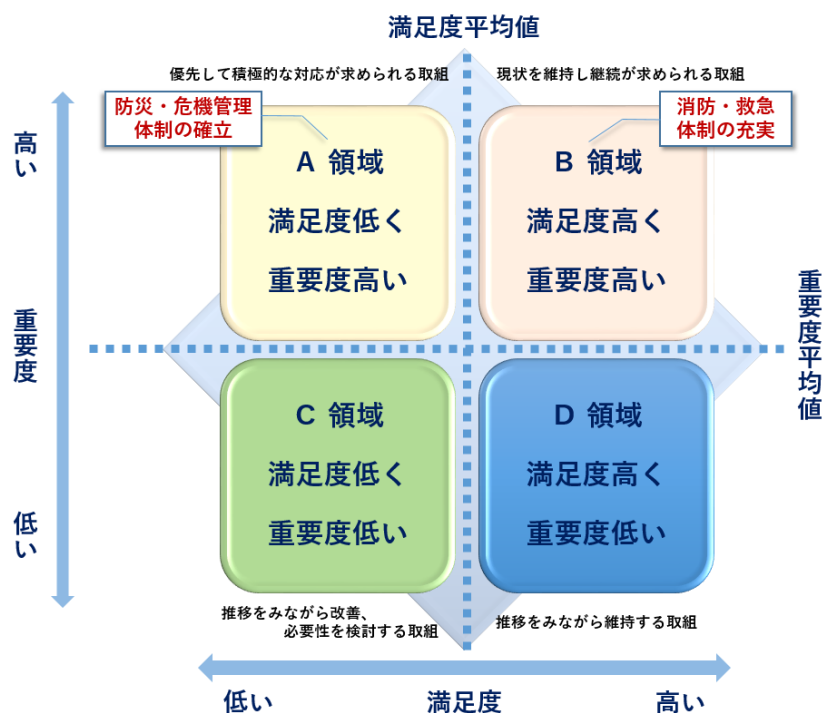 満足度平均値
優先して積極的な対応が求められる取組
現状を維持し継続が求められる取組
防災・危機管理
体制の確立
消防・救急
体制の充実
高い
重要度
低い
A 領域
満足度低く
重要度高い
B 領域
満足度高く
重要度高い
重要度平均値
C 領域
満足度低く
重要度低い
D 領域
満足度高く
重要度低い
推移をみながら改善、
必要性を検討する取組
推移をみながら維持する取組
低い
満足度
高い